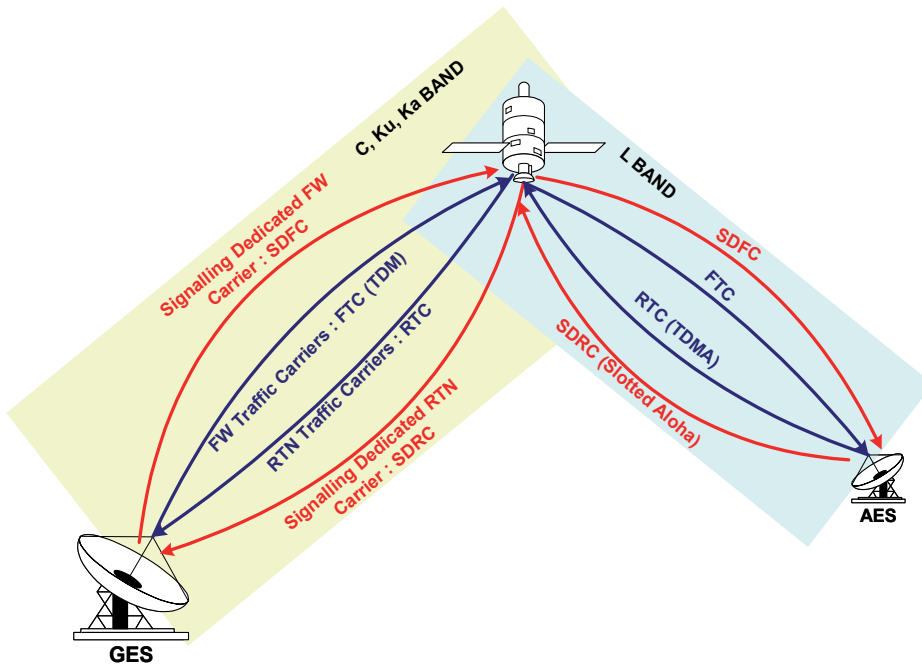 C, Ku, Ka BAND
L BAND
Signalling Dedicated FW
Carrier : SDFC
FW Traffic Carriers : FTC (TDM)
RTN Traffic Carriers : RTC
Signalling Dedicated RTN
Carrier : SDRC
SDFC
FTC
RTC (TDMA)
SDRC (Slotted Aloha)
AES
GES